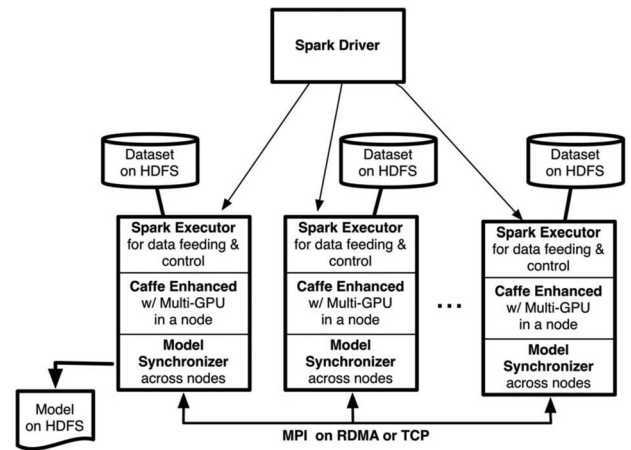 Spark Driver
Dataset
on HDFS
Dataset
on HDFS
Dataset
on HDFS
Spark Executor
for data feeding &
control
Caffe Enhanced
w/ Multi-GPU
in a node
Model
Synchronizer
across nodes
Spark Executor
for data feeding &
control
Caffe Enhanced
w/ Multi-GPU
in a node
Model
Synchronizer
across nodes
...
Spark Executor
for data feeding &
control
Caffe Enhanced
w/ Multi-GPU
in a node
Model
Synchronizer
across nodes
Model
on HDFS
MPI on RDMA or TCP